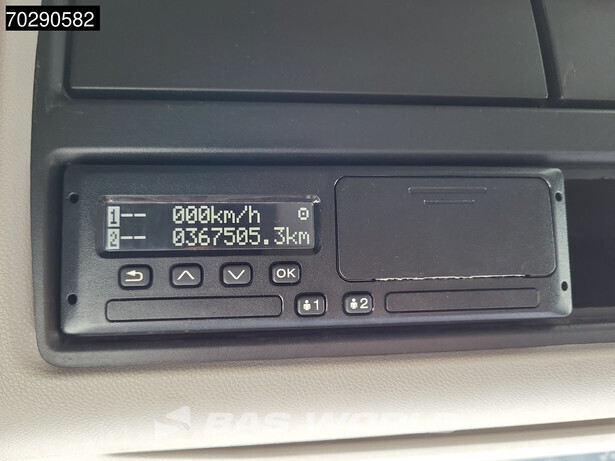 70290582
1-- 000km/h
2-- 0367505.3km
OK
1 2
BAS WORLD